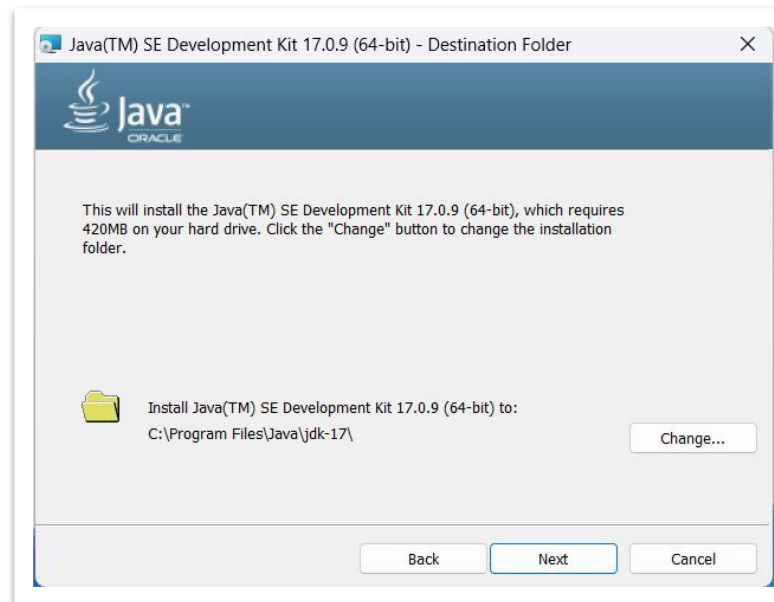 Java(TM) SE Development Kit 17.0.9 (64-bit) - Destination Folder
Java™
ORACLE
This will install the Java(TM) SE Development Kit 17.0.9 (64-bit), which requires
420MB on your hard drive. Click the "Change" button to change the installation
folder.
Install Java(TM) SE Development Kit 17.0.9 (64-bit) to:
C:\Program Files\Java\jdk-17\
Change...
Back
Next
Cancel